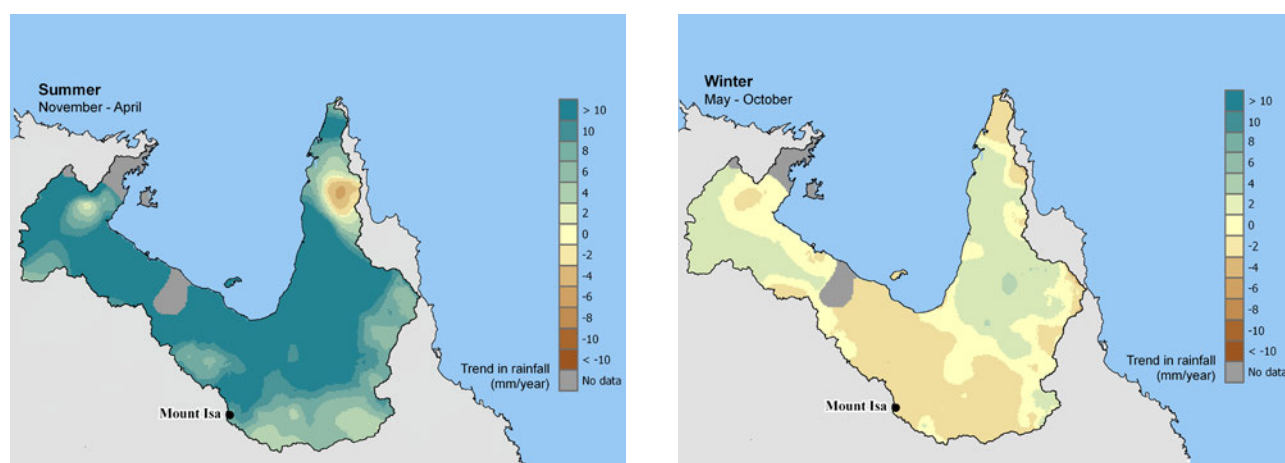 Summer
November - April
> 10
10
8
6
4
2
0
-2
-4
-6
-8
-10
< -10
No data
Trend in rainfall
(mm/year)
Mount Isa
Winter
May - October
> 10
10
6
4
2
2
0
-2
-4
-6
-8
-10
< -10
No data
Trend in rainfall
(mm/year)
Mount Isa